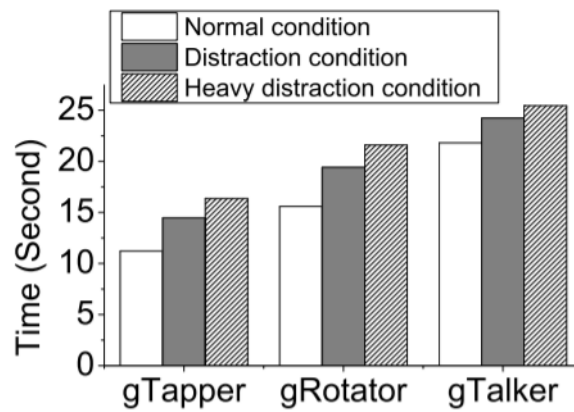 Normal condition
Distraction condition
Heavy distraction condition
Time (Second)
25
20
15
10
5
0
gTapper gRotator gTalker